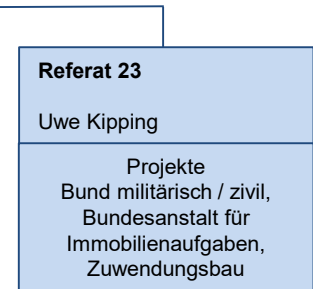 Referat 23
Uwe Kipping
Projekte
Bund militärisch / zivil,
Bundesanstalt für
Immobilienaufgaben,
Zuwendungsbau